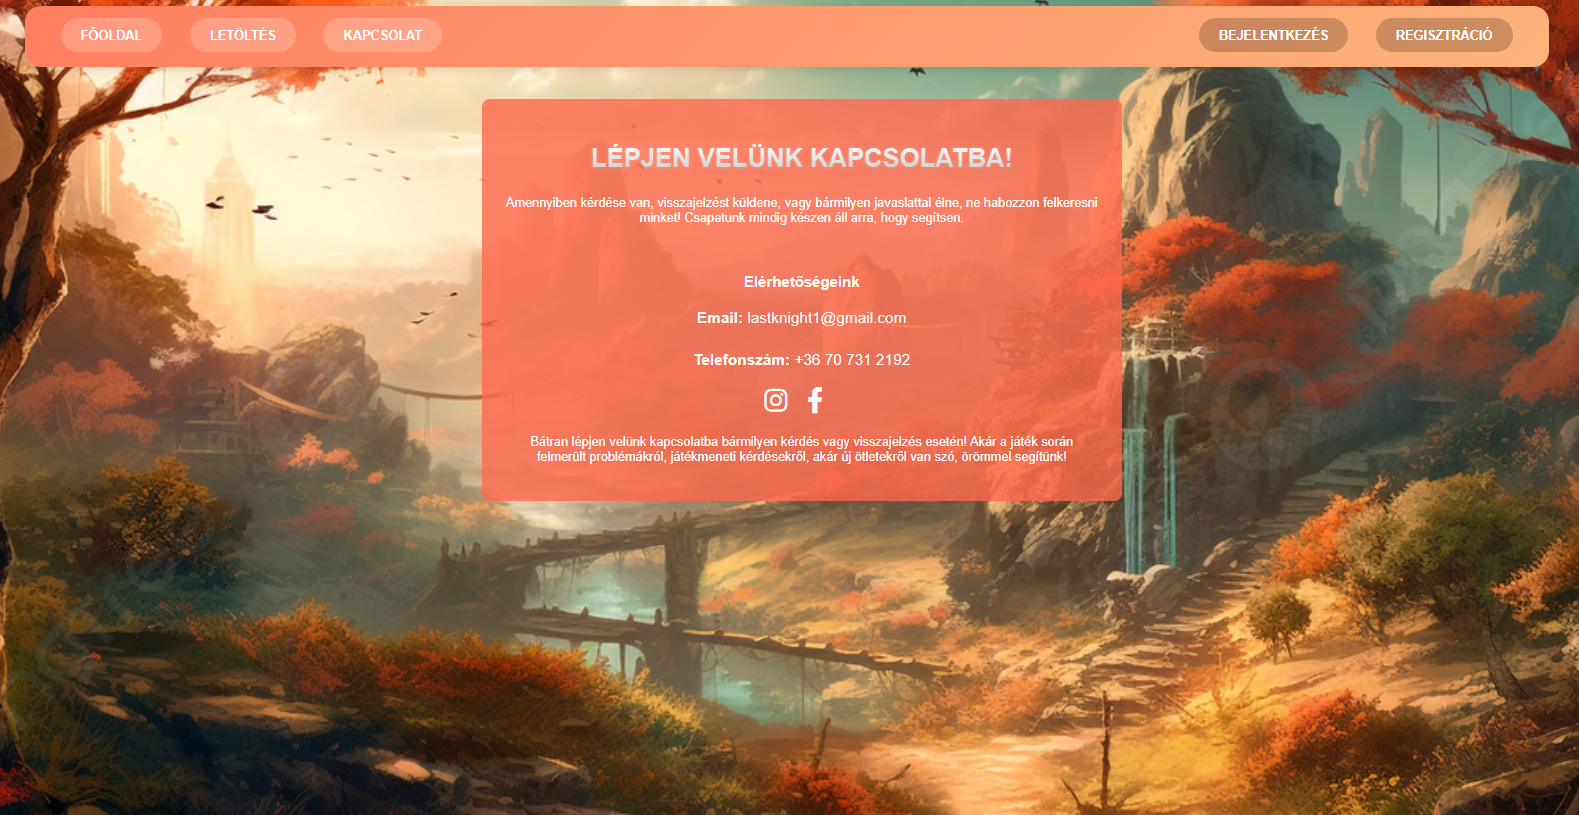 FŐOLDAL LETÖLTÉS KAPCSOLAT BEJELENTKEZÉS REGISZTRÁCIÓ
LÉPJEN VELÜNK KAPCSOLATBA!
Amennyiben kérdése van, visszajelzést küldene, vagy bármilyen javaslattal élne, ne habozzon felkeresni
minket! Csapatunk mindig készen áll arra, hogy segítsen.
Elérhetőségeink
Email: lastknight1@gmail.com
Telefonszám: +36 70 731 2192
Bátran lépjen velünk kapcsolatba bármilyen kérdés vagy visszajelzés esetén! Akár a játék során
felmerült problémákról, játékmeneti kérdésekről, akár új ötletekről van szó, örömmel segítünk!